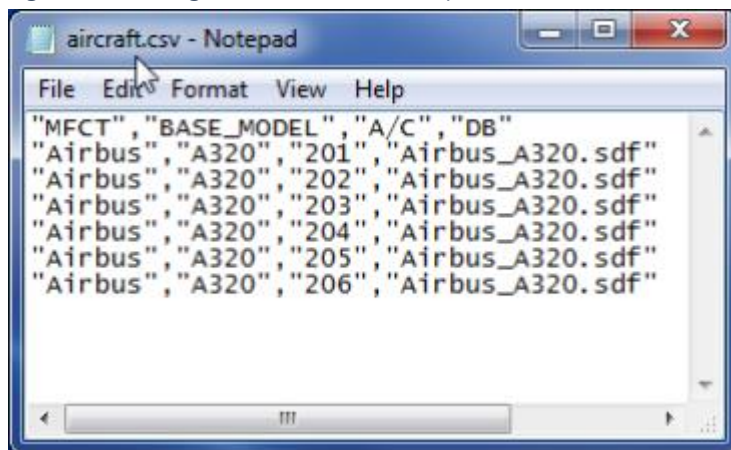 aircraft.csv - Notepad
File Edit Format View Help
"MFCT","BASE_MODEL","A/C","DB"
"Airbus","A320","201","Airbus_A320.sdf"
"Airbus","A320","202","Airbus_A320.sdf"
"Airbus","A320","203","Airbus_A320.sdf"
"Airbus","A320","204","Airbus_A320.sdf"
"Airbus","A320","205","Airbus_A320.sdf"
"Airbus","A320","206","Airbus_A320.sdf"